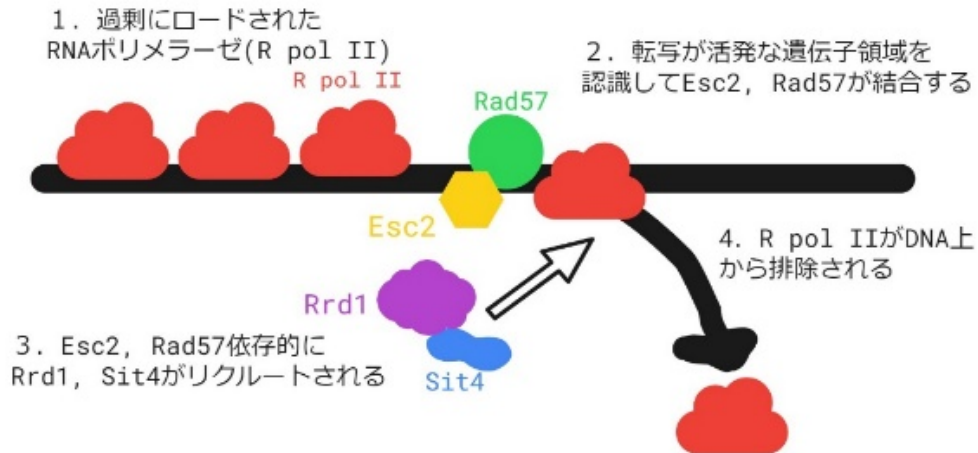 1. 過剰にロードされた
RNAポリメラーゼ(R pol II)
R pol II
2. 転写が活発な遺伝子領域を
認識してEsc2, Rad57が結合する
Rad57
Esc2
4. R pol IIがDNA上
から排除される
Rrd1
3. Esc2, Rad57依存的に
Rrd1, Sit4がリクルートされる
Sit4